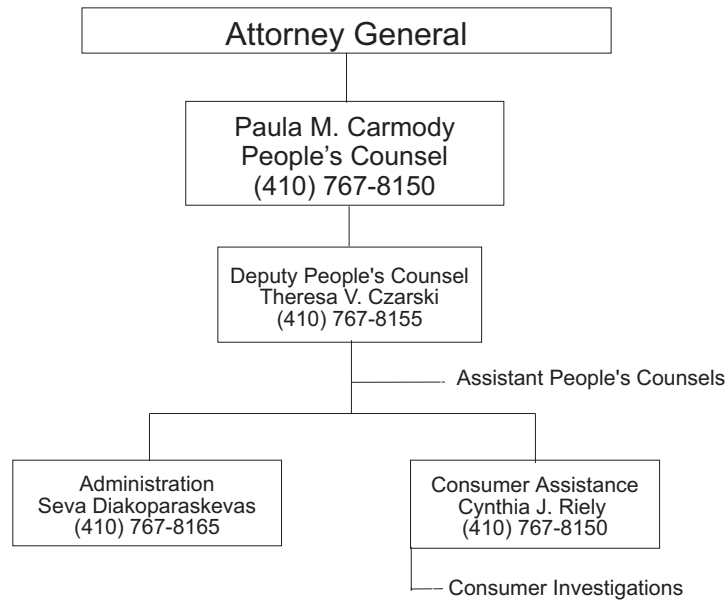 Attorney General
Paula M. Carmody
People’s Counsel
(410) 767-8150
Deputy People's Counsel
Theresa V. Czarski
(410) 767-8155
Assistant People's Counsels
Administration
Seva Diakoparaskevas
(410) 767-8165
Consumer Assistance
Cynthia J. Riely
(410) 767-8150
Consumer Investigations